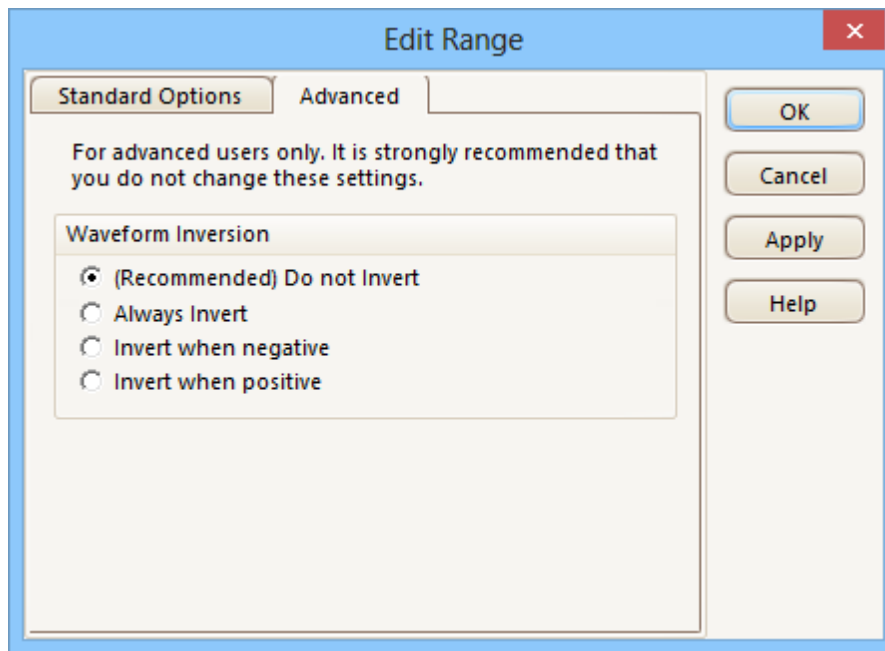 Edit Range
Standard Options
Advanced
For advanced users only. It is strongly recommended that
you do not change these settings.
Waveform Inversion
(Recommended) Do not Invert
Always Invert
Invert when negative
Invert when positive
OK
Cancel
Apply
Help